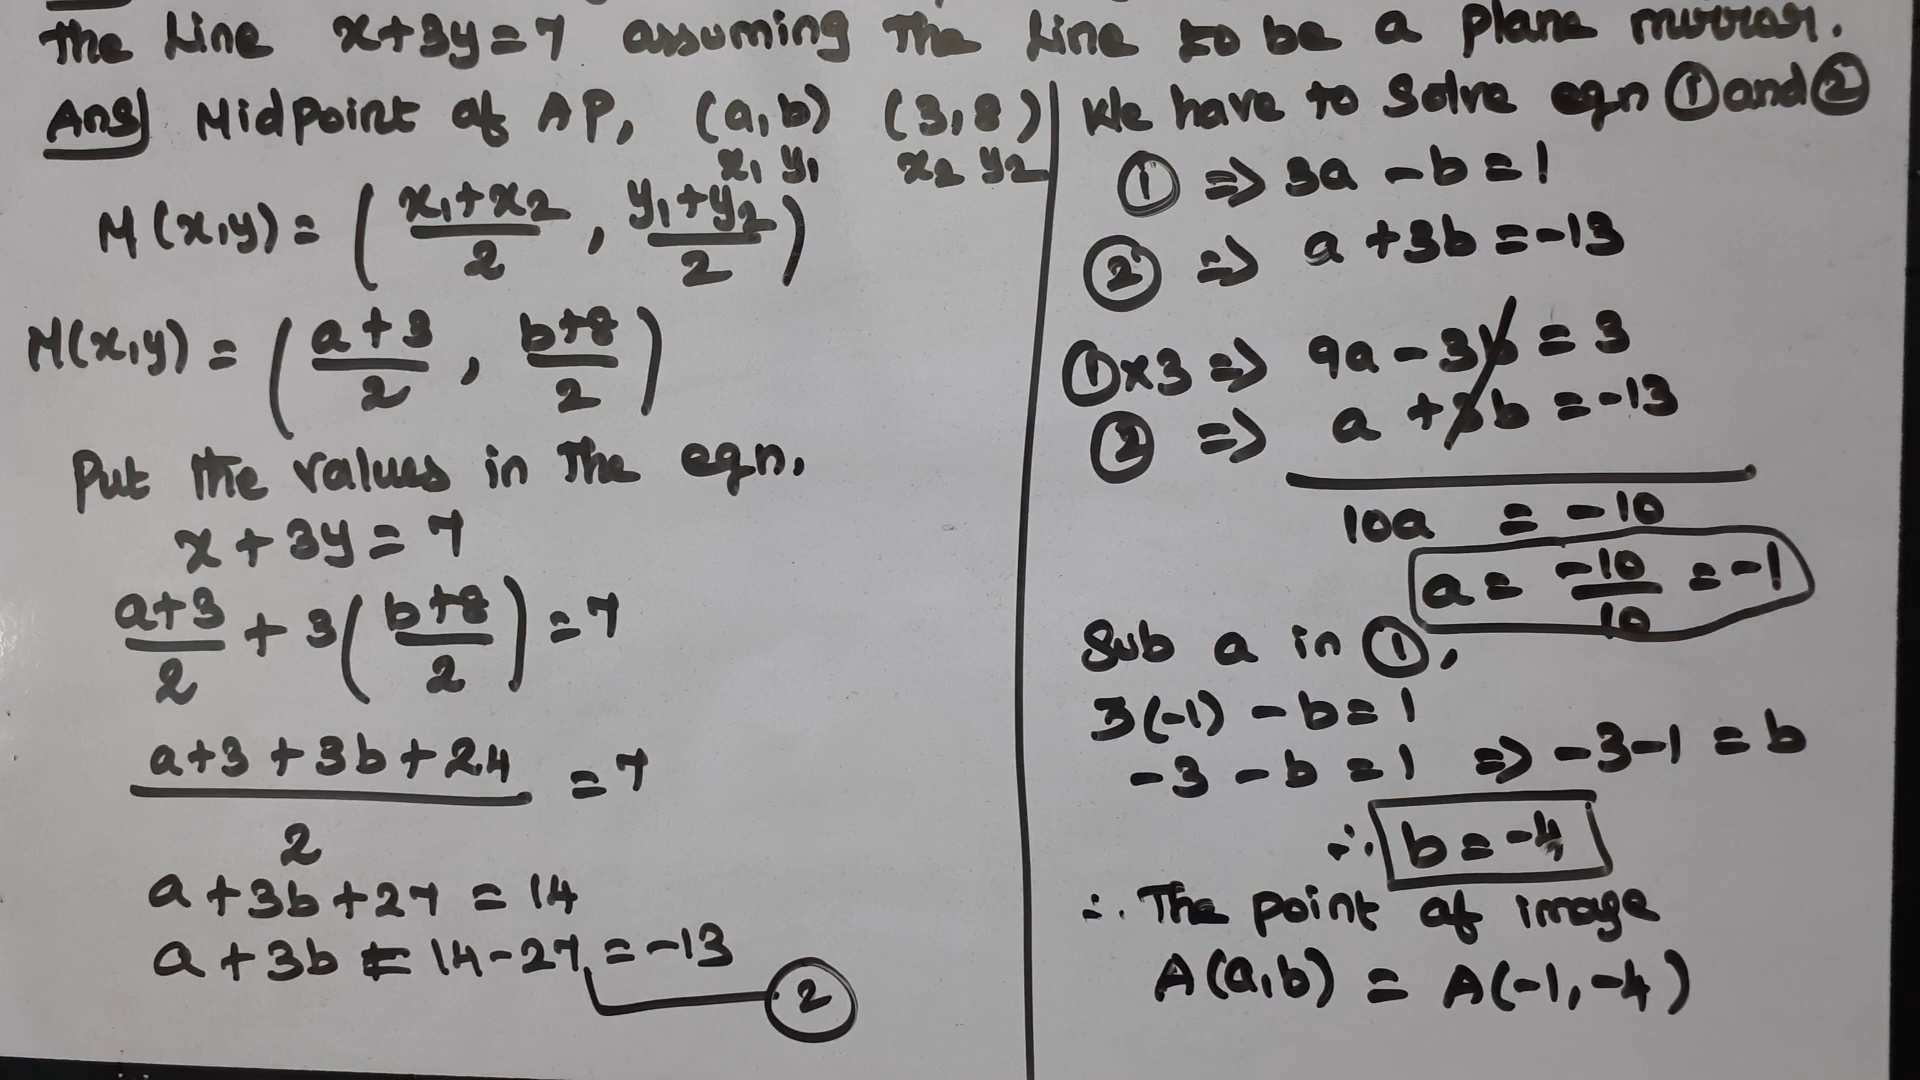 the Line x+3y=7 assuming The Line to be a plane mirror.
Ans) Midpoint of AP, (a,b) (3,8)
x₁ y₁ x₂ y₂
M(x,y) = ( x₁+x₂/2 , y₁+y₂/2 )
M(x,y) = ( a+3/2 , b+8/2 )
Put the values in The eqn.
x+3y=7
a+3/2 + 3( b+8/2 ) = 7
a+3+3b+24/2 = 7
a+3b+27 = 14
a+3b = 14-27 = -13
②
We have to Solve eqn ① and ②
① ⇒ 3a - b = 1
② ⇒ a +3b = -13
①×3 ⇒ 9a - 3b = 3
② ⇒ a + 3b = -13
10a = -10
a = -10/10 = -1
Sub a in ①,
3(-1) - b = 1
-3 - b = 1 ⇒ -3-1 = b
∴ b = -4
∴ The point of image
A(a,b) = A(-1,-4)